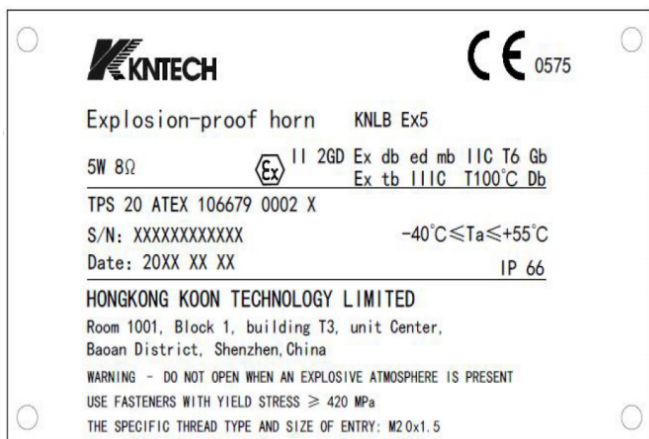 KNTECH
CE 0575
Explosion-proof horn KNLB Ex5
5W 8Ω Ex II 2GD Ex db ed mb IIC T6 Gb
Ex tb IIIC T100℃ Db
TPS 20 ATEX 106679 0002 X
S/N: XXXXXXXXXXXX -40℃≤Ta≤+55℃
Date: 20XX XX XX IP 66
HONGKONG KOON TECHNOLOGY LIMITED
Room 1001, Block 1, building T3, unit Center,
Baoan District, Shenzhen,China
WARNING - DO NOT OPEN WHEN AN EXPLOSIVE ATMOSPHERE IS PRESENT
USE FASTENERS WITH YIELD STRESS ≥ 420 MPa
THE SPECIFIC THREAD TYPE AND SIZE OF ENTRY: M20x1.5